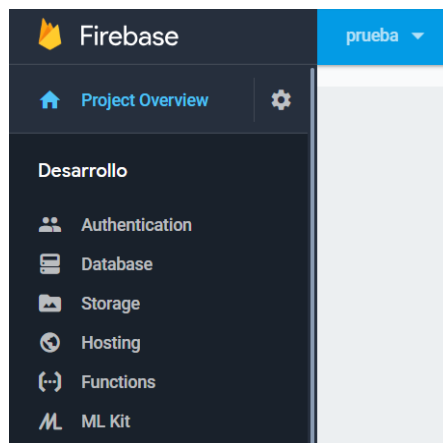 Firebase
prueba
Project Overview
Desarrollo
Authentication
Database
Storage
Hosting
Functions
ML Kit